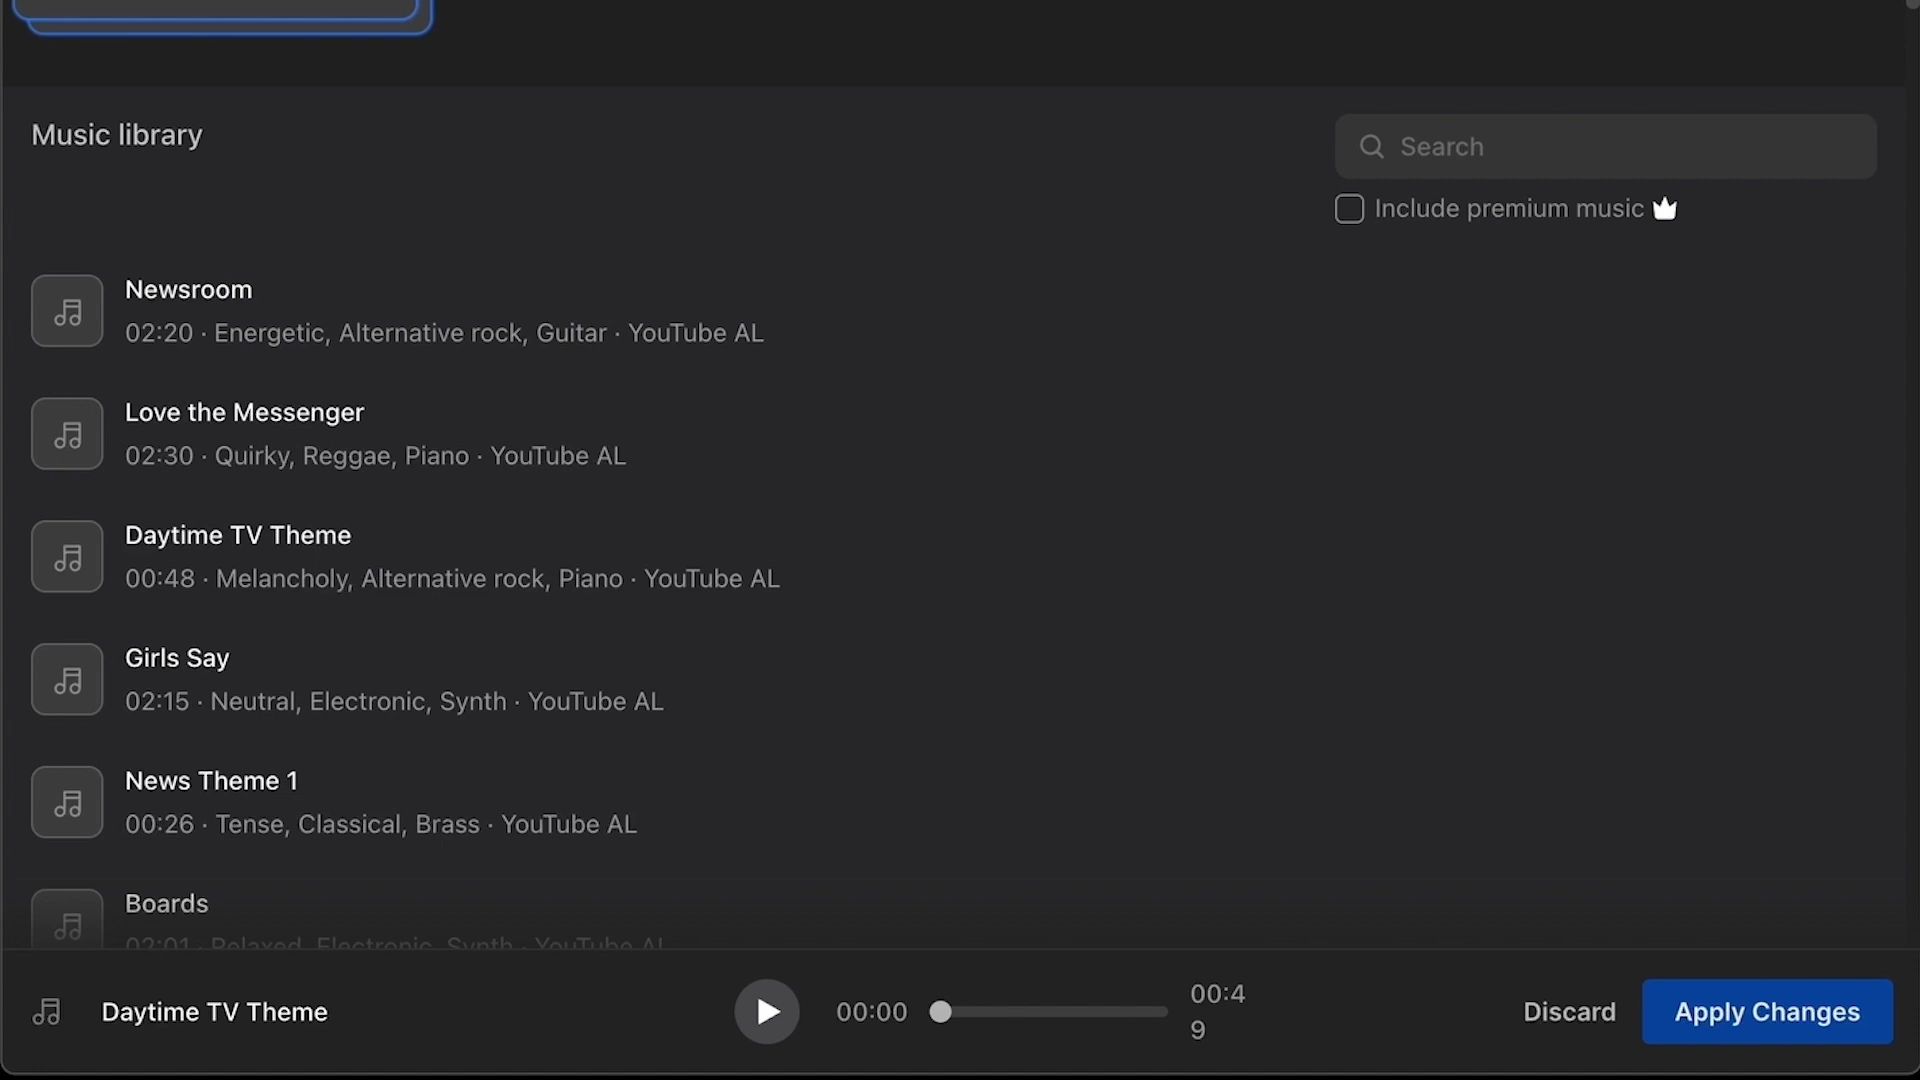 Music library
Search
Include premium music
Newsroom
02:20 · Energetic, Alternative rock, Guitar · YouTube AL
Love the Messenger
02:30 · Quirky, Reggae, Piano · YouTube AL
Daytime TV Theme
00:48 · Melancholy, Alternative rock, Piano · YouTube AL
Girls Say
02:15 · Neutral, Electronic, Synth · YouTube AL
News Theme 1
00:26 · Tense, Classical, Brass · YouTube AL
Boards
02:01 · Relaxed, Electronic, Synth · YouTube AL
Daytime TV Theme
00:00
00:4
9
Discard
Apply Changes